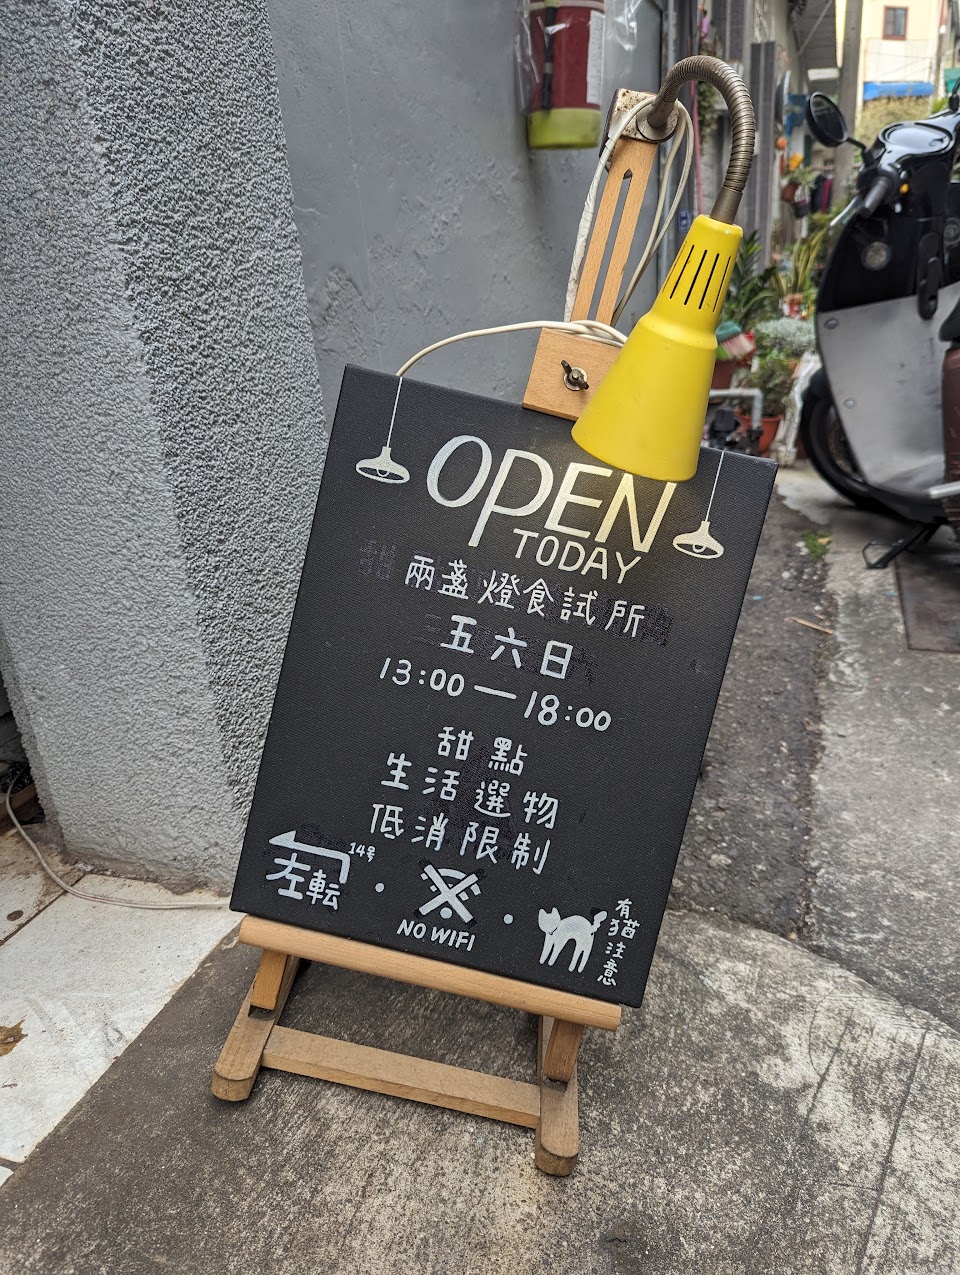 OPEN
TODAY
兩盞燈食試所
五六日
13:00—18:00
甜點
生活選物
低消限制
14号
左転
NO WIFI
有猫注意